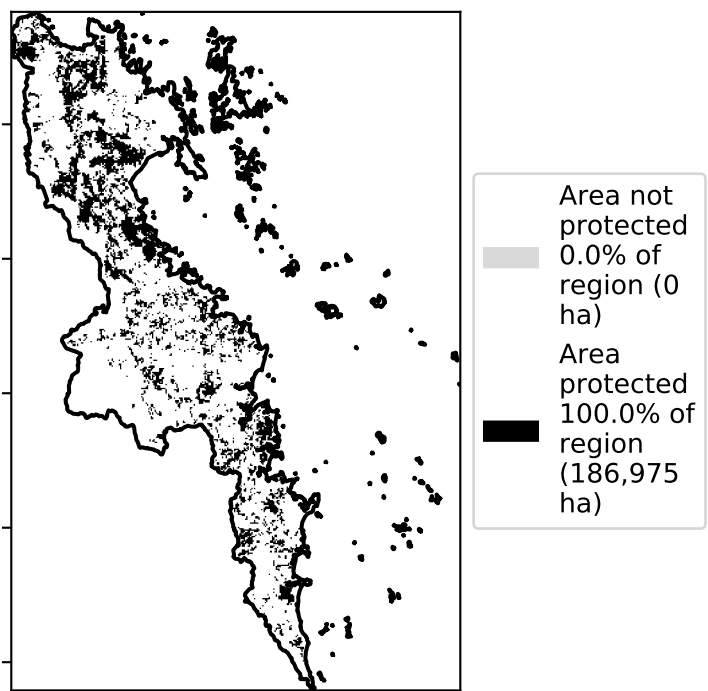 Area not
protected
0.0% of
region (0
ha)
Area
protected
100.0% of
region
(186,975
ha)